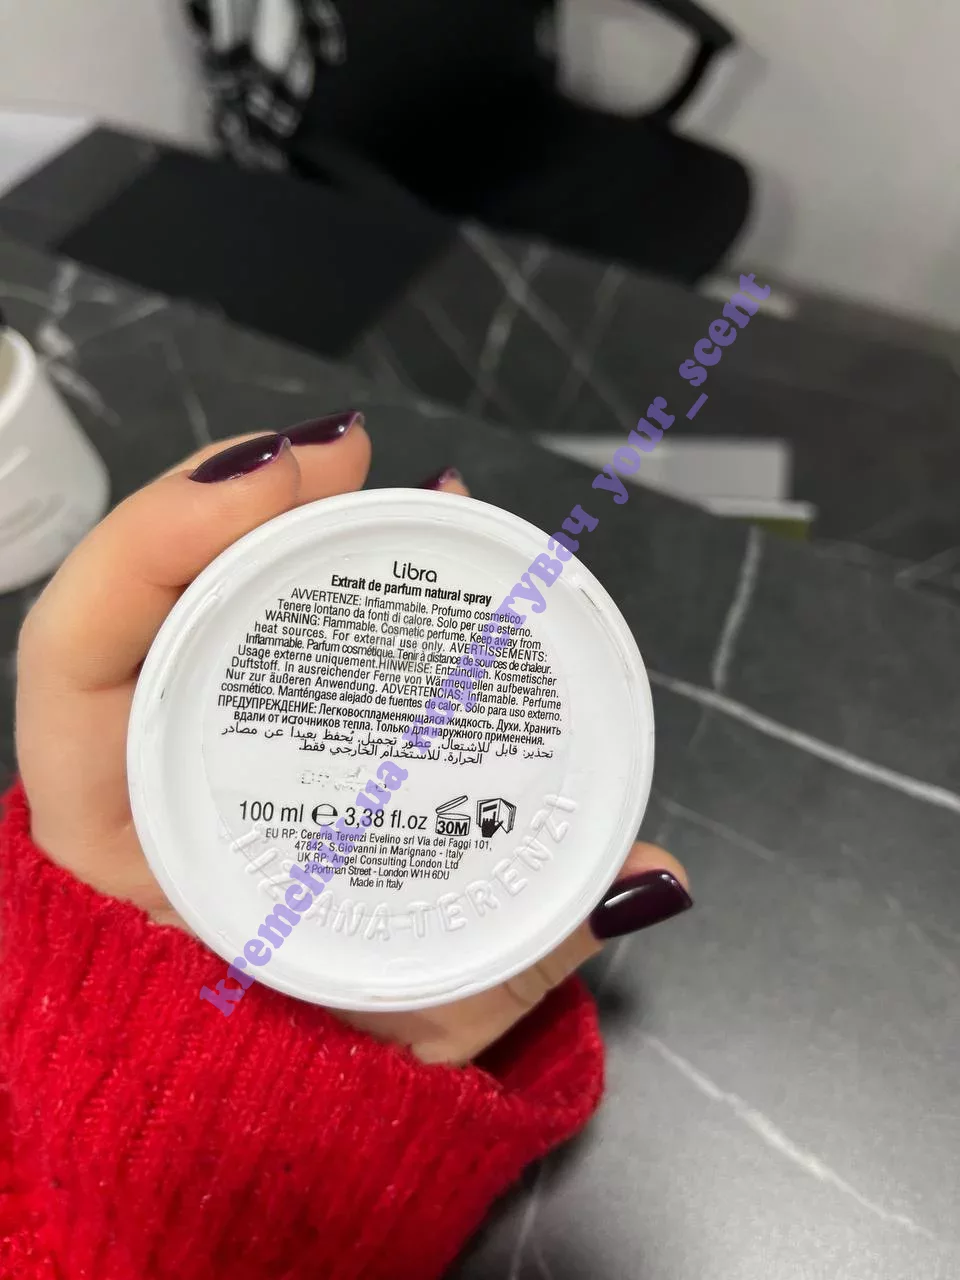 Libra
Extrait de parfum natural spray
AVVERTENZE: Infiammabile. Profumo cosmetico.
Tenere lontano da fonti di calore. Solo per uso esterno.
WARNING: Flammable. Cosmetic perfume. Keep away from
heat sources. For external use only. AVERTISSEMENTS:
Inflammable. Parfum cosmétique. Tenir à distance de sources de chaleur.
Usage externe uniquement. HINWEISE: Entzündlich. Kosmetischer
Duftstoff. In ausreichender Ferne von Wärmequellen aufbewahren.
Nur zur äußeren Anwendung. ADVERTENCIAS: Inflamable. Perfume
cosmético. Manténgase alejado de fuentes de calor. Sólo para uso externo.
ПРЕДУПРЕЖДЕНИЕ: Легковоспламеняющаяся жидкость. Духи. Хранить
вдали от источников тепла. Только для наружного применения.
تحذير: قابل للاشتعال. عطور تجميل. يُحفظ بعيدا عن مصادر
الحرارة. للاستخدام الخارجي فقط.
100 ml ℮ 3,38 fl.oz 30M
EU RP: Cereria Terenzi Evelino srl Via dei Faggi 101,
47842 S.Giovanni in Marignano - Italy
UK RP: Angel Consulting London Ltd
2 Portman Street - London W1H 6DU
Made in Italy
TIZIANA TERENZI
kremchik.ua користувач your_scent